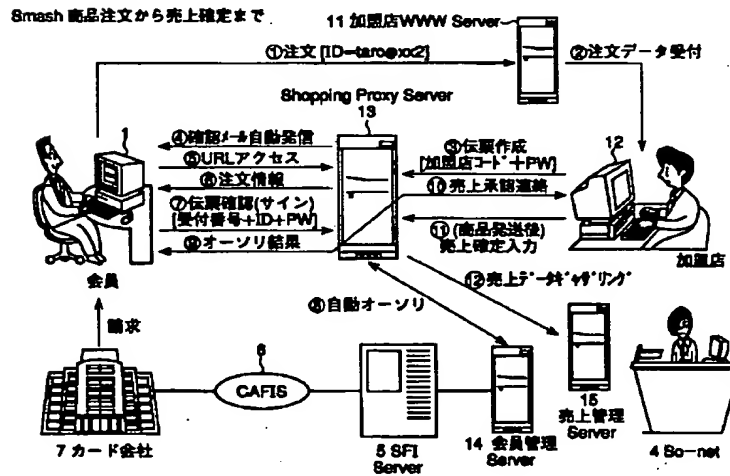 Smash 商品注文から売上確定まで
11 加盟店WWW Server
①注文 [ID=taro@xx2]
②注文データ受付
Shopping Proxy Server
13
1
12
④確認メール自動発信
⑤URLアクセス
⑥注文情報
⑦伝票確認(サイン)
[受付番号+ID+PW]
⑨オーソリ結果
③伝票作成
[加盟店コード+PW]
⑩売上承認連絡
⑪(商品発送後)
売上確定入力
会員
加盟店
⑫売上データギャザリング
⑧自動オーソリ
請求
6
CAFIS
7 カード会社
5 SFI
Server
14 会員管理
Server
15
売上管理
Server
4 So-net